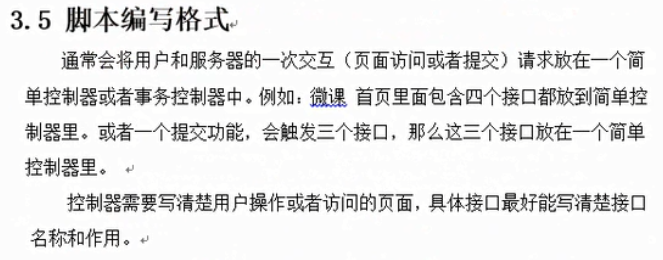 3.5 脚本编写格式
通常会将用户和服务器的一次交互（页面访问或者提交）请求放在一个简
单控制器或者事务控制器中。例如：微课 首页里面包含四个接口都放到简单控
制器里。或者一个提交功能，会触发三个接口，那么这三个接口放在一个简单
控制器里。
控制器需要写清楚用户操作或者访问的页面，具体接口最好能写清楚接口
名称和作用。